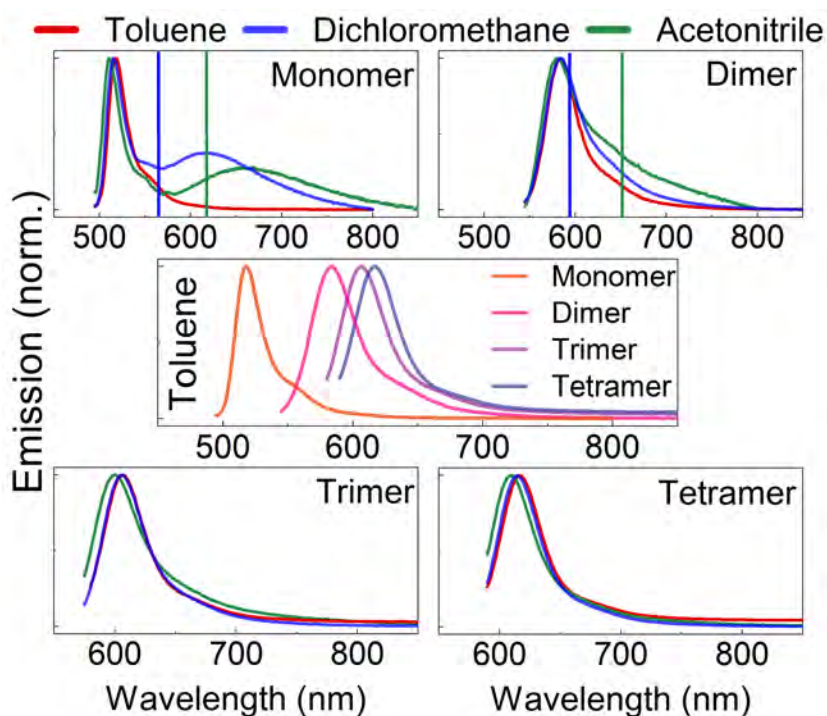 Toluene Dichloromethane Acetonitrile
Monomer
500 600 700 800
Dimer
500 600 700 800
Emission (norm.)
Toluene
Monomer
Dimer
Trimer
Tetramer
500 600 700 800
Trimer
600 700 800
Wavelength (nm)
Tetramer
600 700 800
Wavelength (nm)